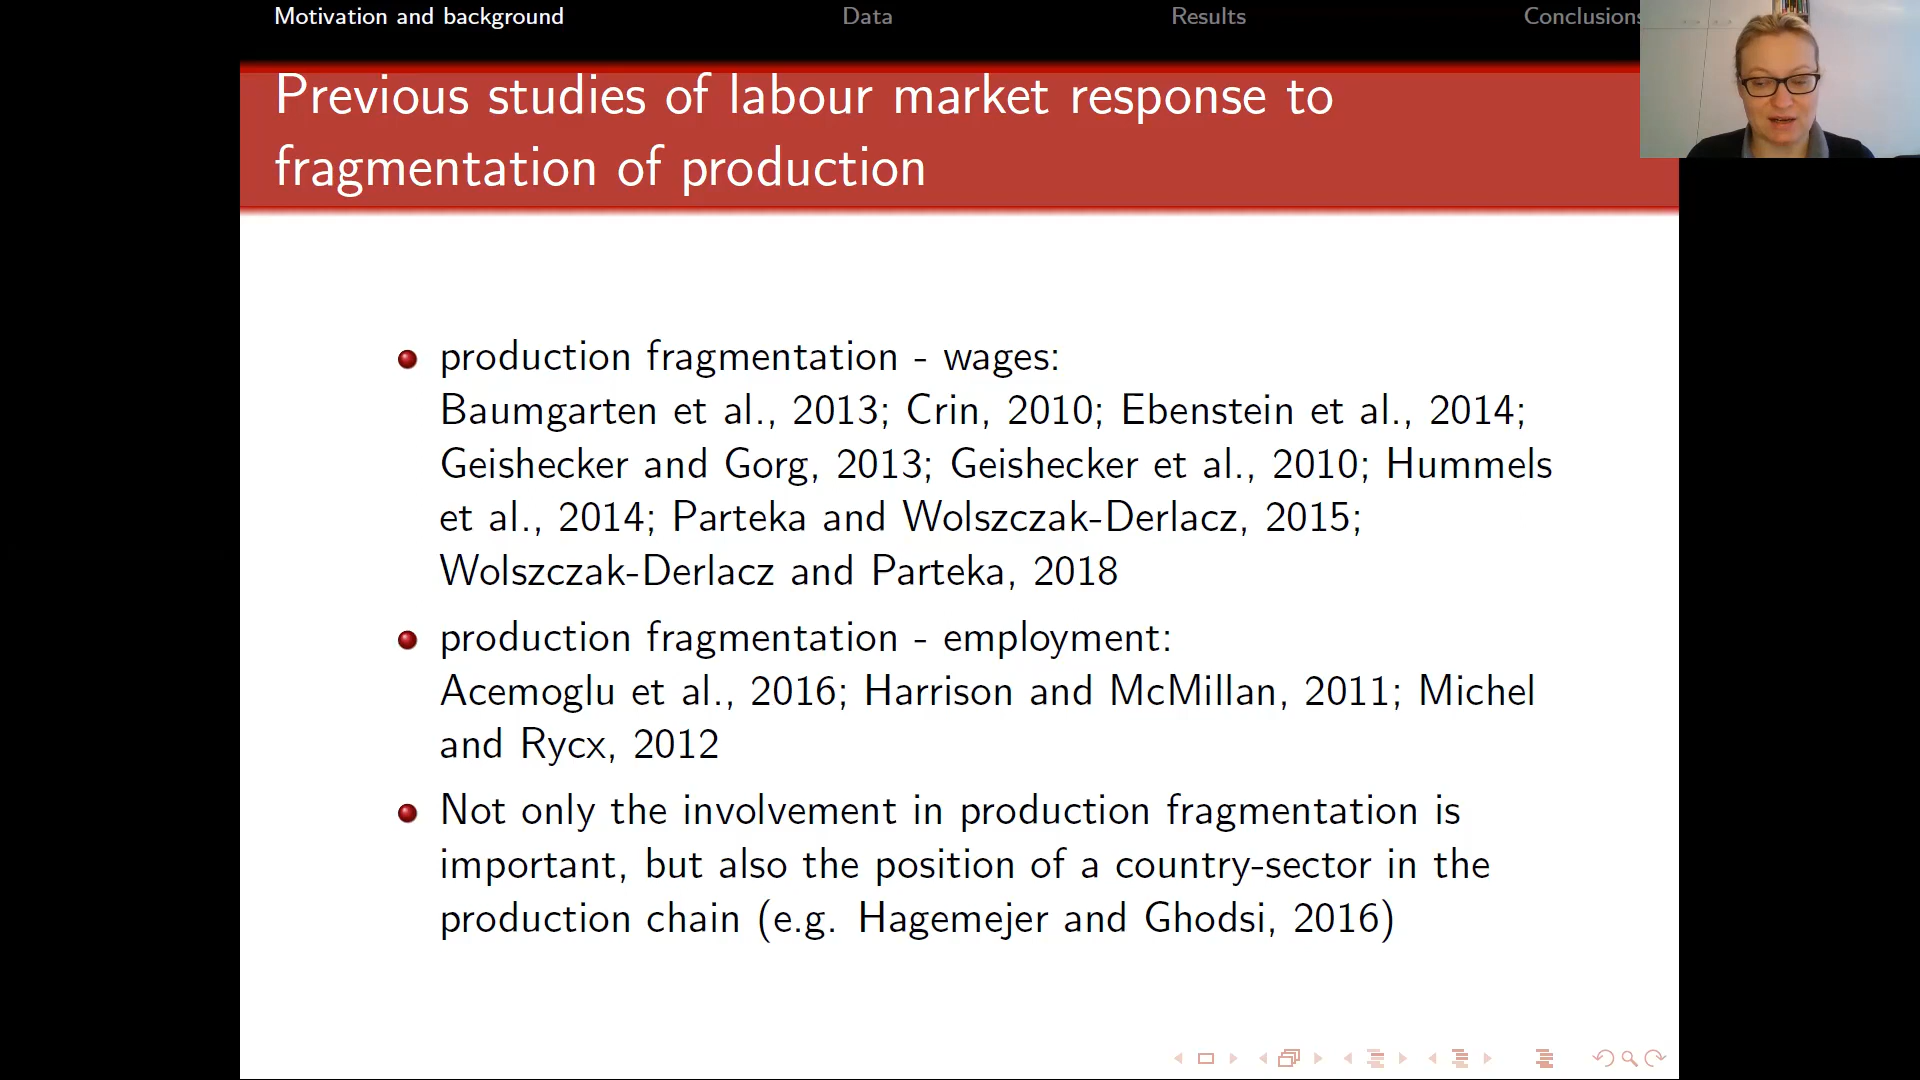 Motivation and background Data Results Conclusions
Previous studies of labour market response to
fragmentation of production
production fragmentation - wages:
Baumgarten et al., 2013; Crin, 2010; Ebenstein et al., 2014;
Geishecker and Gorg, 2013; Geishecker et al., 2010; Hummels
et al., 2014; Parteka and Wolszczak-Derlacz, 2015;
Wolszczak-Derlacz and Parteka, 2018
production fragmentation - employment:
Acemoglu et al., 2016; Harrison and McMillan, 2011; Michel
and Rycx, 2012
Not only the involvement in production fragmentation is
important, but also the position of a country-sector in the
production chain (e.g. Hagemejer and Ghodsi, 2016)